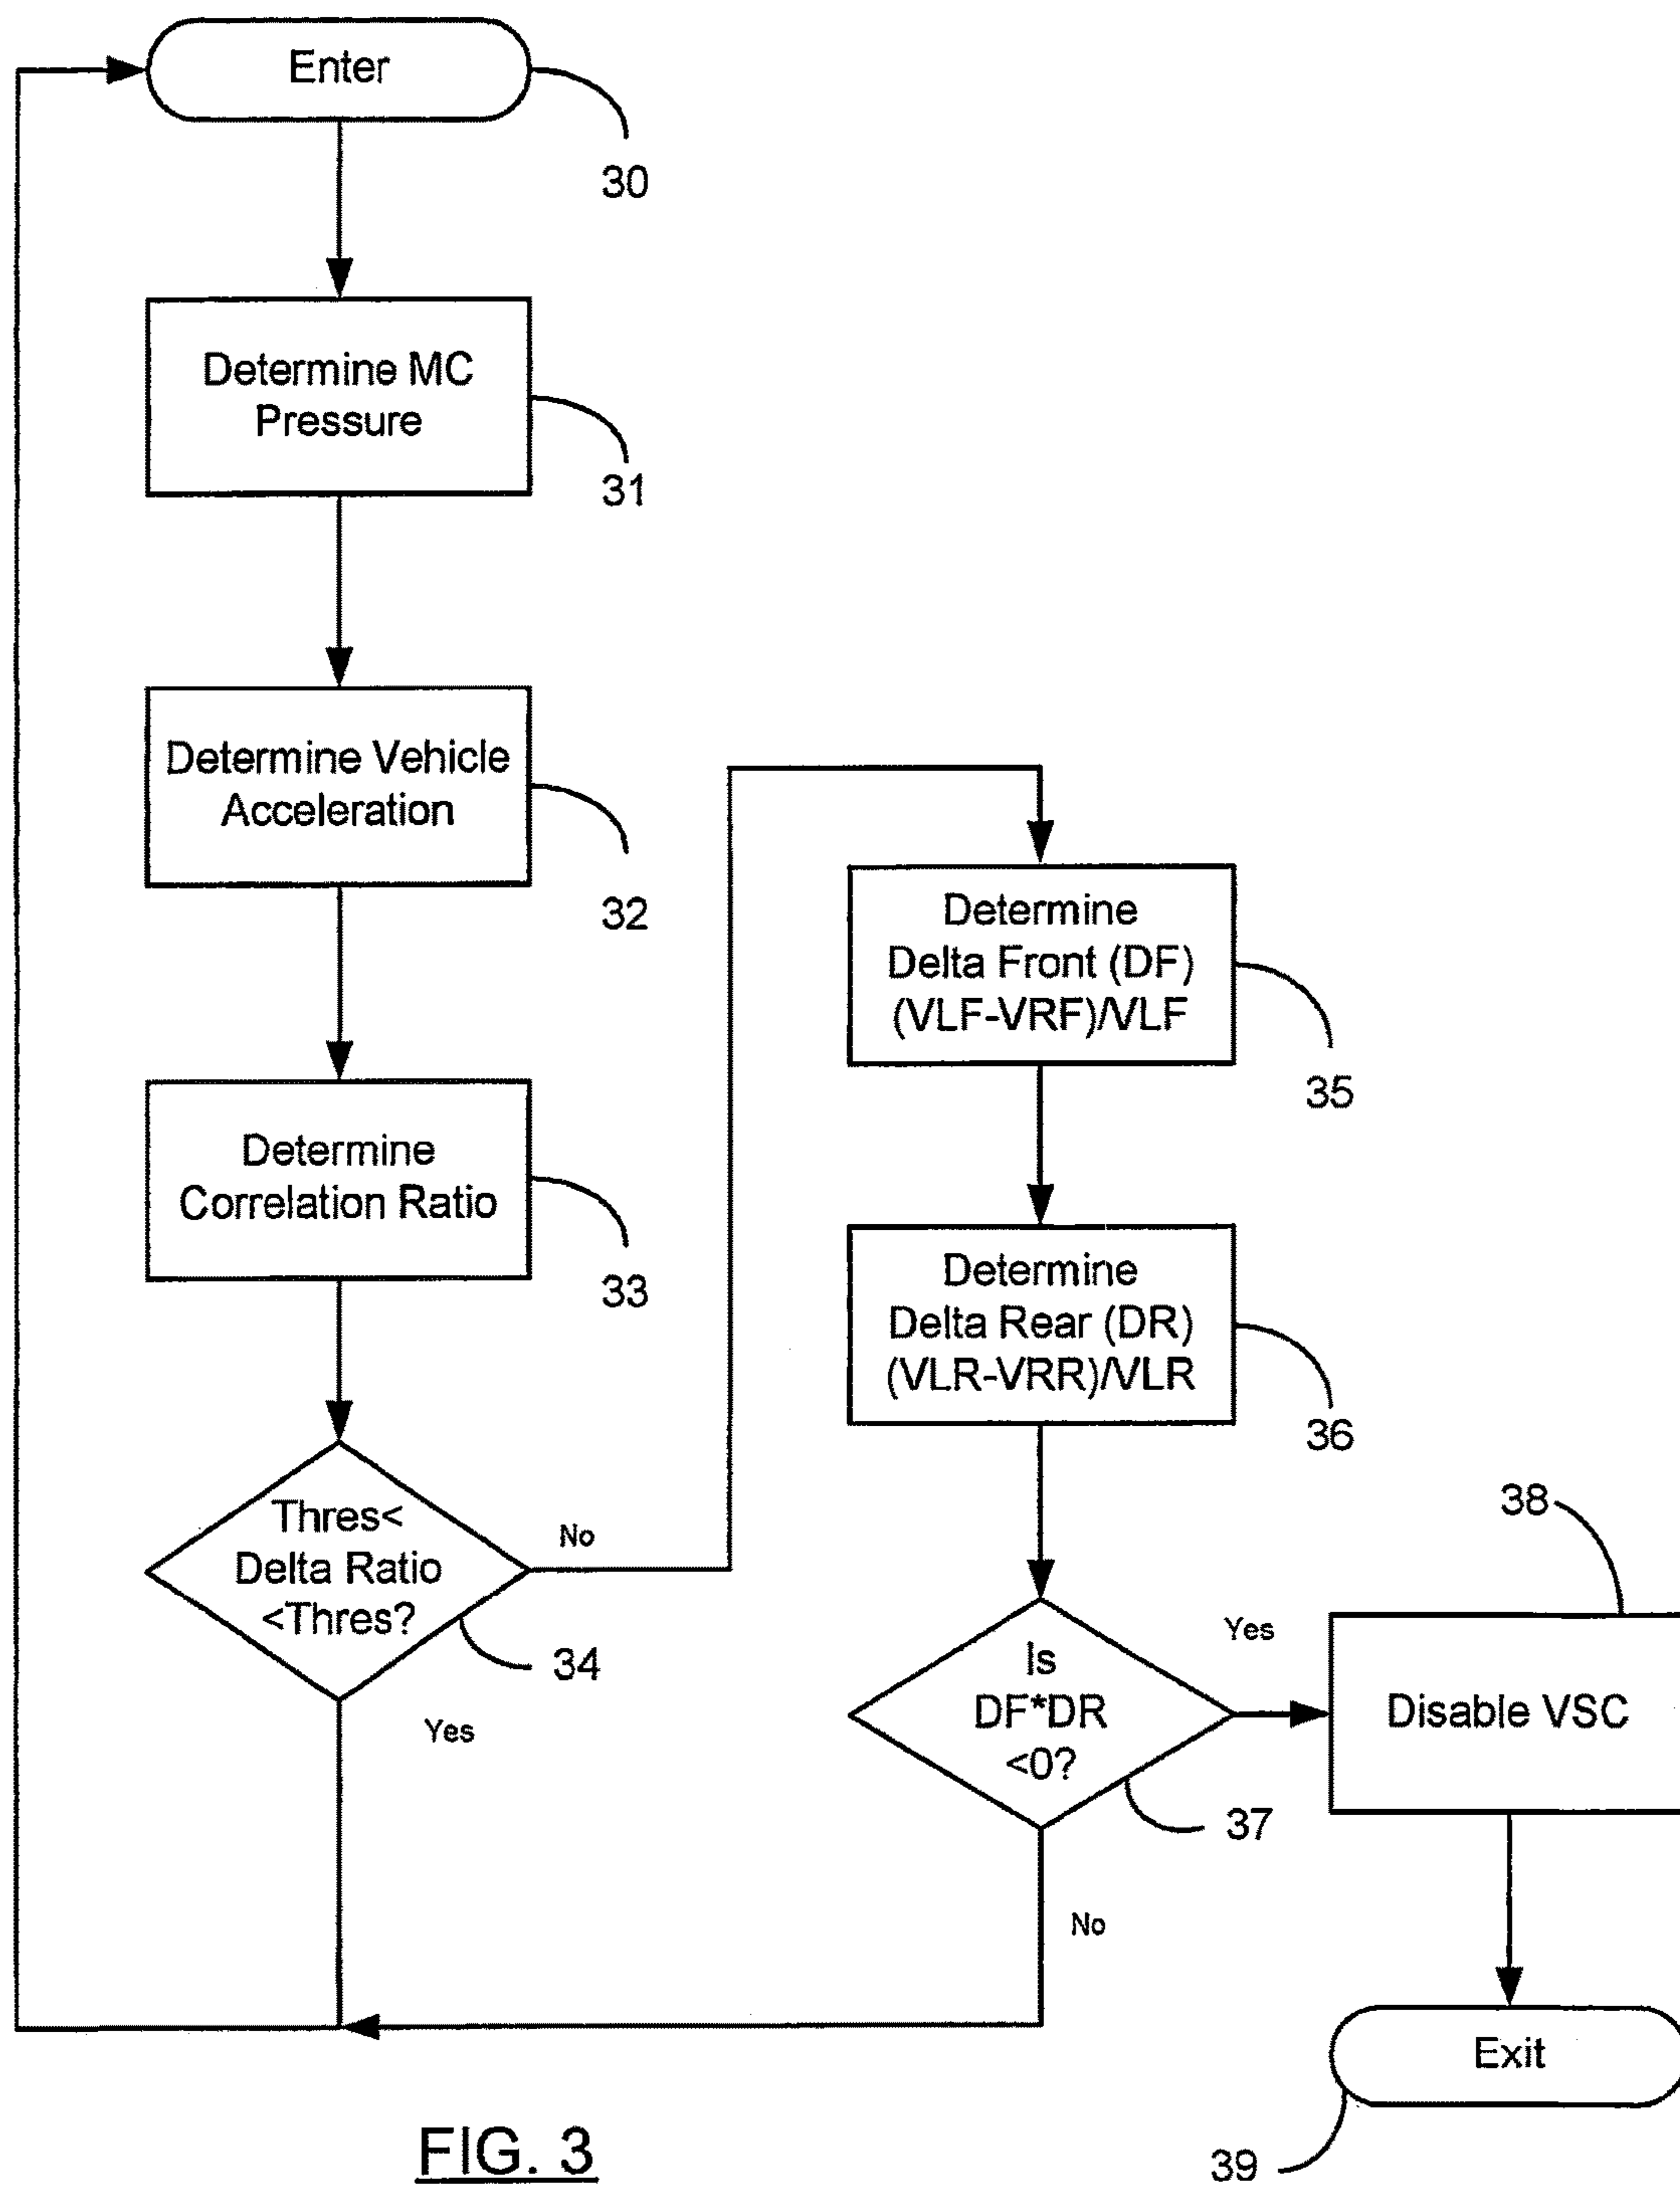 Enter
30
Determine MC
Pressure
31
Determine Vehicle
Acceleration
32
Determine
Correlation Ratio
33
Thres<
Delta Ratio
<Thres?
34
No
Yes
Determine
Delta Front (DF)
(VLF-VRF)/VLF
35
Determine
Delta Rear (DR)
(VLR-VRR)/VLR
36
Is
DF*DR
<0?
37
Yes
No
38
Disable VSC
Exit
39
FIG. 3